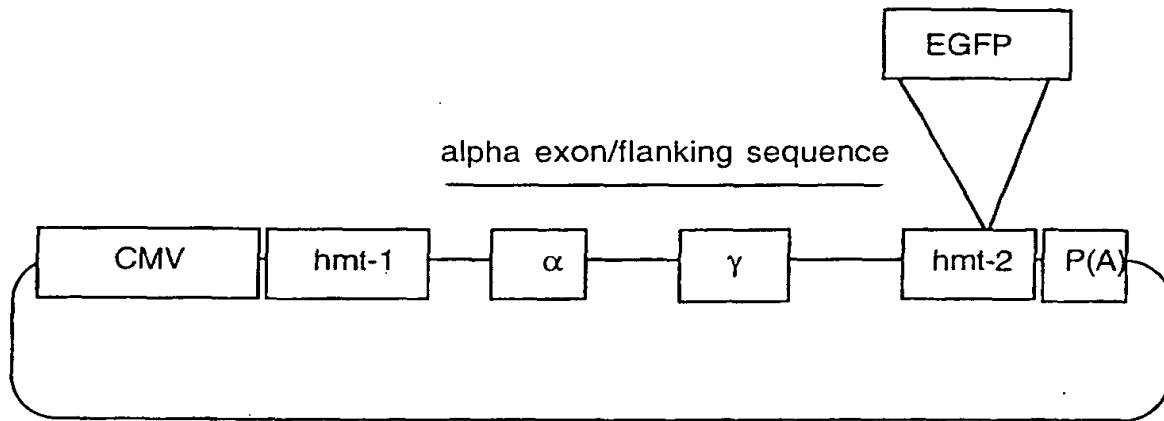 EGFP
alpha exon/flanking sequence
CMV
hmt-1
α
γ
hmt-2
P(A)